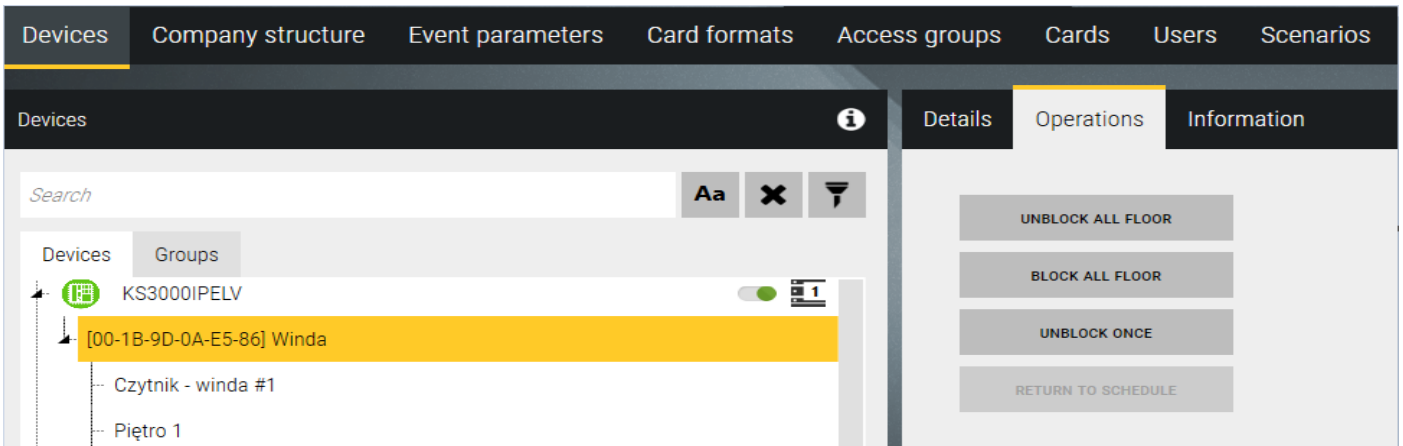 Devices Company structure Event parameters Card formats Access groups Cards Users Scenarios
Devices
Details Operations Information
Search
Aa
Devices Groups
KS3000IPELV
1
[00-1B-9D-0A-E5-86] Winda
Czytnik - winda #1
Piętro 1
UNBLOCK ALL FLOOR
BLOCK ALL FLOOR
UNBLOCK ONCE
RETURN TO SCHEDULE